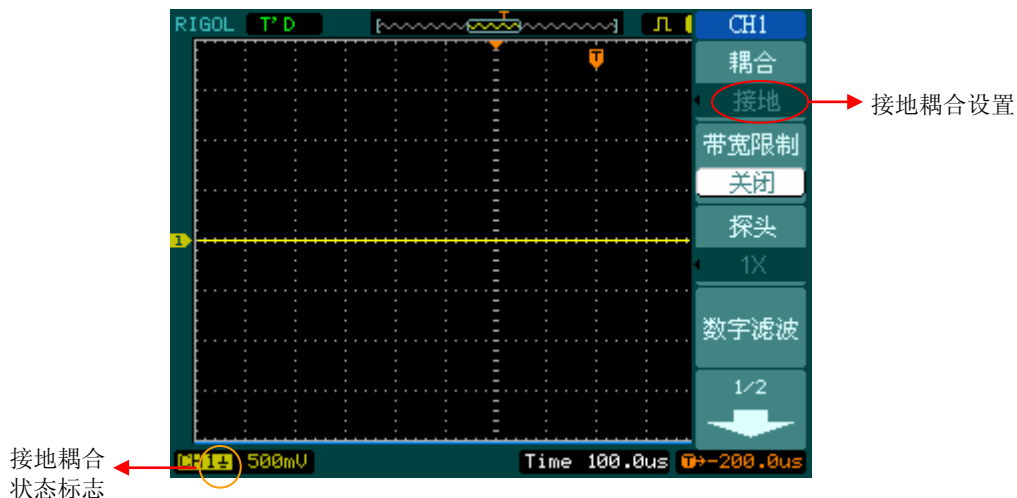 RIGOL T'D T CH1
耦合
接地
接地耦合设置
T
带宽限制
关闭
1
探头
1X
数字滤波
1/2
接地耦合
状态标志
CH1 500mV Time 100.0us T→-200.0us